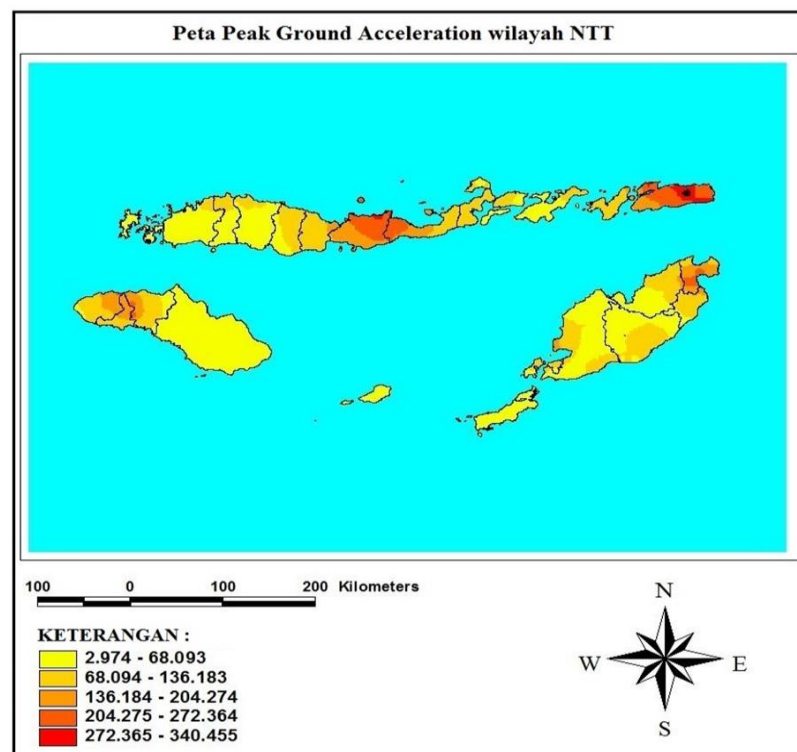 Peta Peak Ground Acceleration wilayah NTT
100 0 100 200 Kilometers
KETERANGAN :
2.974 - 68.093
68.094 - 136.183
136.184 - 204.274
204.275 - 272.364
272.365 - 340.455
N
W E
S